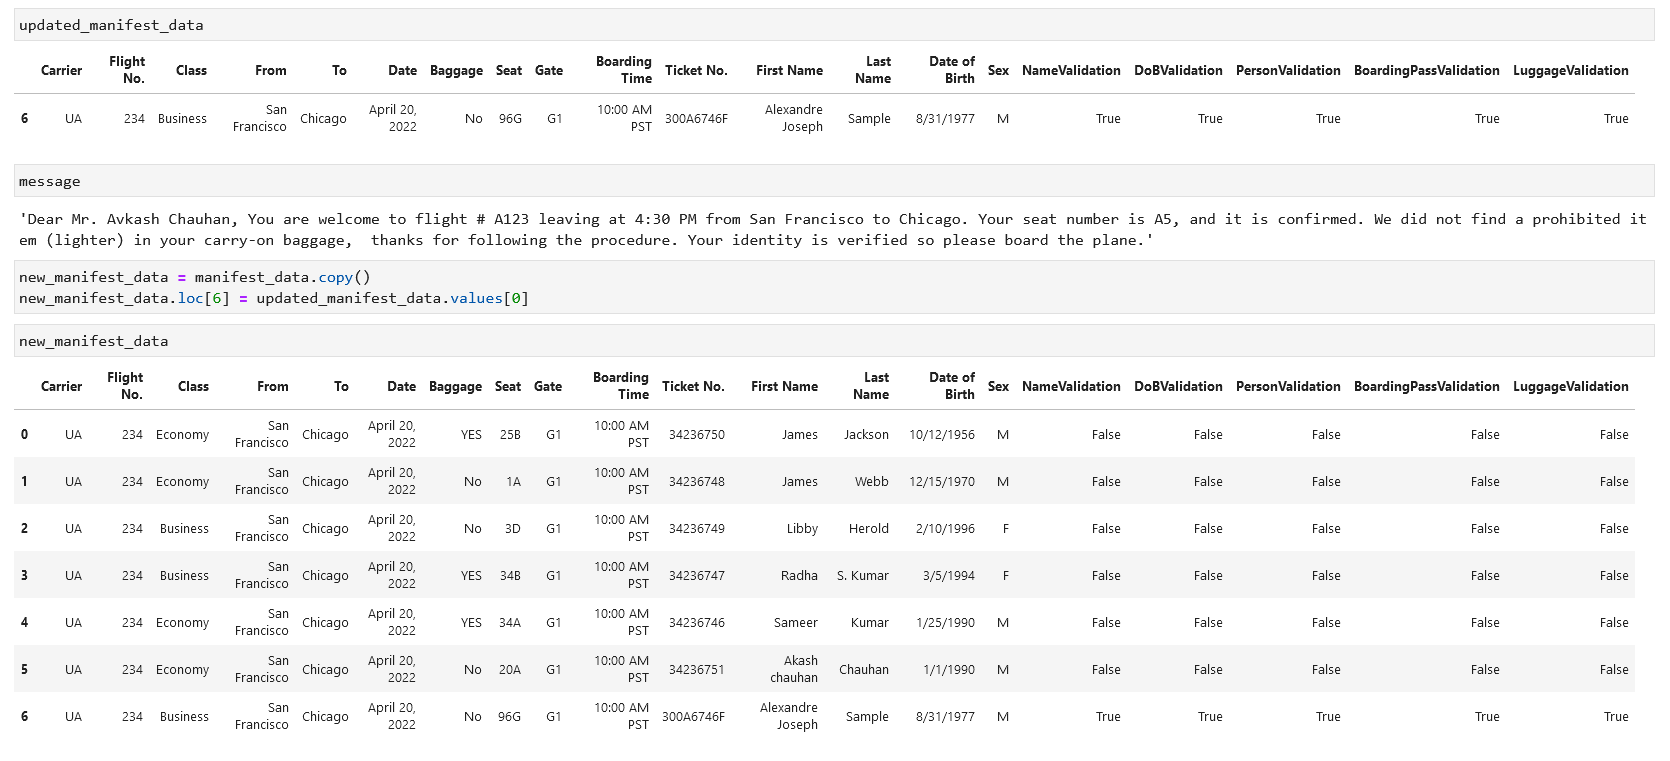 updated_manifest_data
Carrier Flight No. Class From To Date Baggage Seat Gate Boarding Time Ticket No. First Name Last Name Date of Birth Sex NameValidation DoBValidation PersonValidation BoardingPassValidation LuggageValidation
6 UA 234 Business San Francisco Chicago April 20, 2022 No 96G G1 10:00 AM PST 300A6746F Alexandre Joseph Sample 8/31/1977 M True True True True True
message
'Dear Mr. Avkash Chauhan, You are welcome to flight # A123 leaving at 4:30 PM from San Francisco to Chicago. Your seat number is A5, and it is confirmed. We did not find a prohibited it
em (lighter) in your carry-on baggage,  thanks for following the procedure. Your identity is verified so please board the plane.'
new_manifest_data = manifest_data.copy()
new_manifest_data.loc[6] = updated_manifest_data.values[0]
new_manifest_data
Carrier Flight No. Class From To Date Baggage Seat Gate Boarding Time Ticket No. First Name Last Name Date of Birth Sex NameValidation DoBValidation PersonValidation BoardingPassValidation LuggageValidation
0 UA 234 Economy San Francisco Chicago April 20, 2022 YES 25B G1 10:00 AM PST 34236750 James Jackson 10/12/1956 M False False False False False
1 UA 234 Economy San Francisco Chicago April 20, 2022 No 1A G1 10:00 AM PST 34236748 James Webb 12/15/1970 M False False False False False
2 UA 234 Business San Francisco Chicago April 20, 2022 No 3D G1 10:00 AM PST 34236749 Libby Herold 2/10/1996 F False False False False False
3 UA 234 Business San Francisco Chicago April 20, 2022 YES 34B G1 10:00 AM PST 34236747 Radha S. Kumar 3/5/1994 F False False False False False
4 UA 234 Economy San Francisco Chicago April 20, 2022 YES 34A G1 10:00 AM PST 34236746 Sameer Kumar 1/25/1990 M False False False False False
5 UA 234 Economy San Francisco Chicago April 20, 2022 No 20A G1 10:00 AM PST 34236751 Akash chauhan Chauhan 1/1/1990 M False False False False False
6 UA 234 Business San Francisco Chicago April 20, 2022 No 96G G1 10:00 AM PST 300A6746F Alexandre Joseph Sample 8/31/1977 M True True True True True